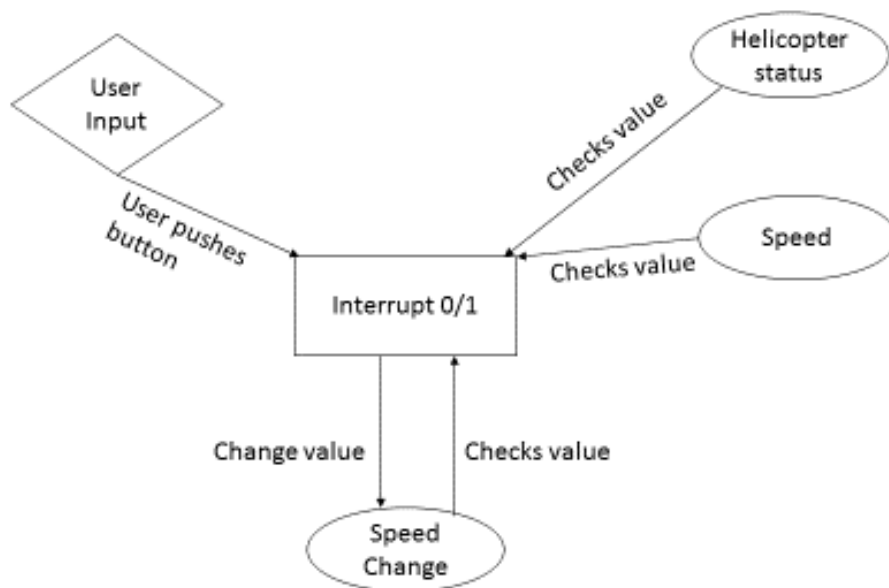 Helicopter
status
User
Input
Checks value
User pushes
button
Speed
Checks value
Interrupt 0/1
Change value
Checks value
Speed
Change